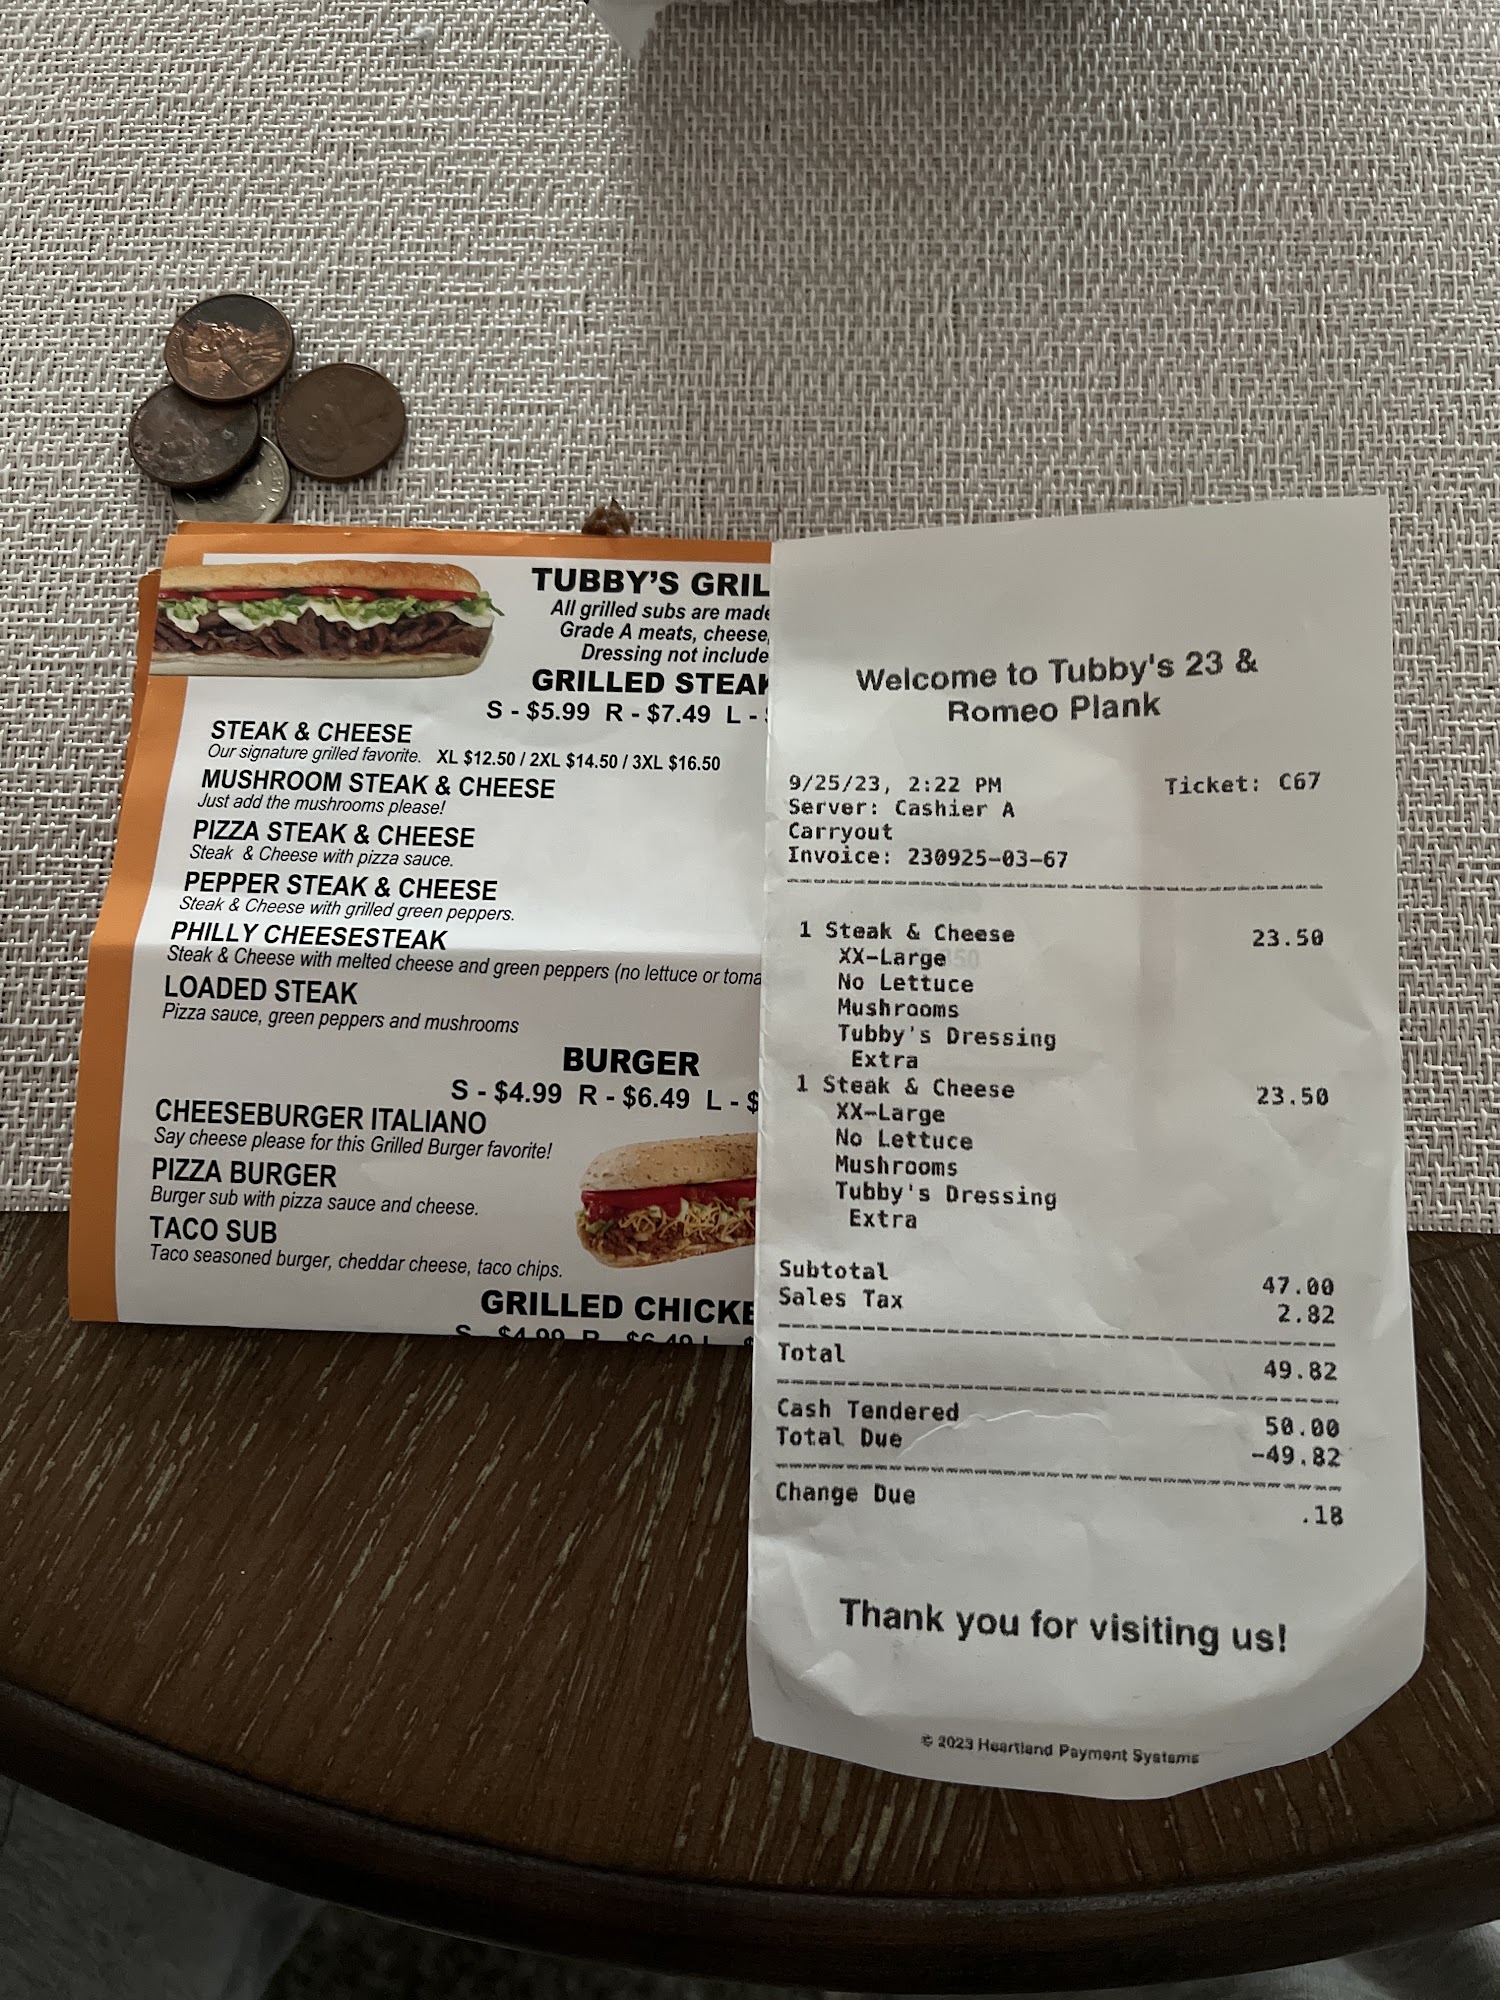 TUBBY'S GRIL
All grilled subs are made
Grade A meats, cheese,
Dressing not include
GRILLED STEAK
S - $5.99 R - $7.49 L -
STEAK & CHEESE
Our signature grilled favorite. XL $12.50 / 2XL $14.50 / 3XL $16.50
MUSHROOM STEAK & CHEESE
Just add the mushrooms please!
PIZZA STEAK & CHEESE
Steak & Cheese with pizza sauce.
PEPPER STEAK & CHEESE
Steak & Cheese with grilled green peppers.
PHILLY CHEESESTEAK
Steak & Cheese with melted cheese and green peppers (no lettuce or toma
LOADED STEAK
Pizza sauce, green peppers and mushrooms
BURGER
S - $4.99 R - $6.49 L - $
CHEESEBURGER ITALIANO
Say cheese please for this Grilled Burger favorite!
PIZZA BURGER
Burger sub with pizza sauce and cheese.
TACO SUB
Taco seasoned burger, cheddar cheese, taco chips.
GRILLED CHICKE
S $4.99 R $6.49 L $
Welcome to Tubby's 23 &
Romeo Plank
9/25/23, 2:22 PM Ticket: C67
Server: Cashier A
Carryout
Invoice: 230925-03-67
1 Steak & Cheese 23.50
XX-Large
No Lettuce
Mushrooms
Tubby's Dressing
Extra
1 Steak & Cheese 23.50
XX-Large
No Lettuce
Mushrooms
Tubby's Dressing
Extra
Subtotal 47.00
Sales Tax 2.82
Total 49.82
Cash Tendered 50.00
Total Due -49.82
Change Due .18
Thank you for visiting us!
© 2023 Heartland Payment Systems